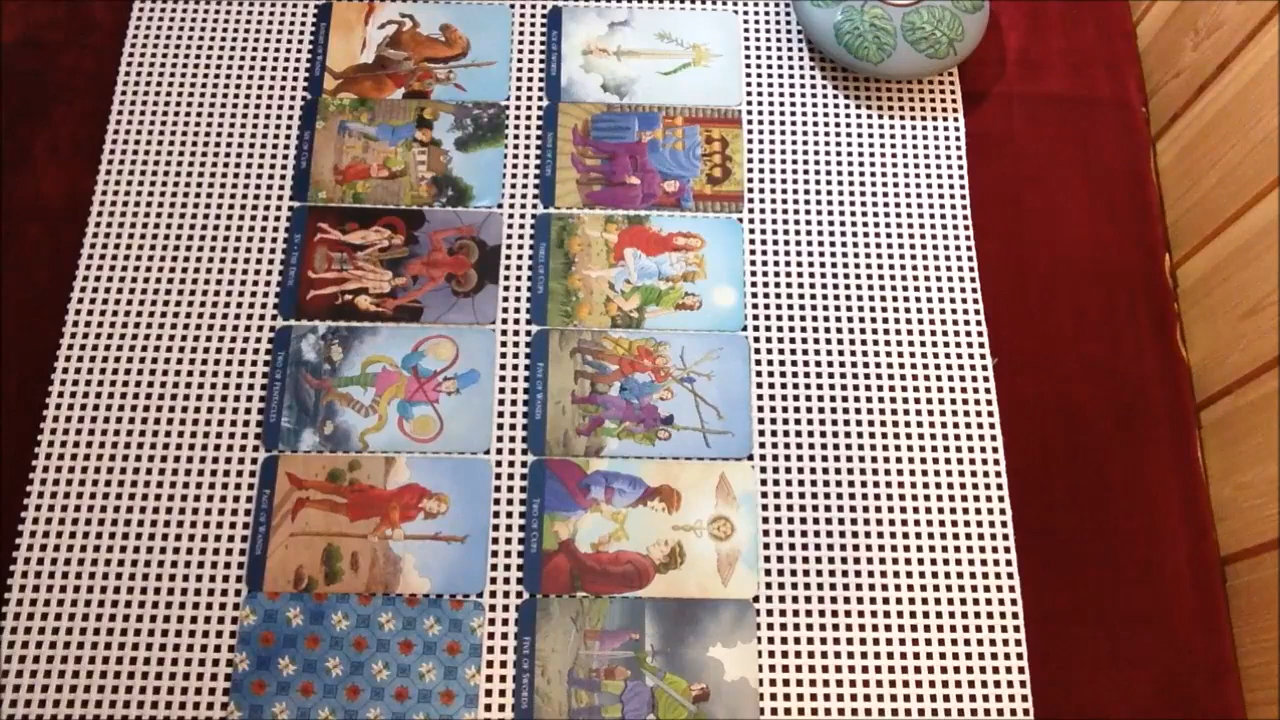 KNIGHT OF WANDS
SIX OF CUPS
XV • THE DEVIL
TWO OF PENTACLES
PAGE OF WANDS
ACE OF SWORDS
NINE OF CUPS
THREE OF CUPS
FIVE OF WANDS
TWO OF CUPS
FIVE OF SWORDS